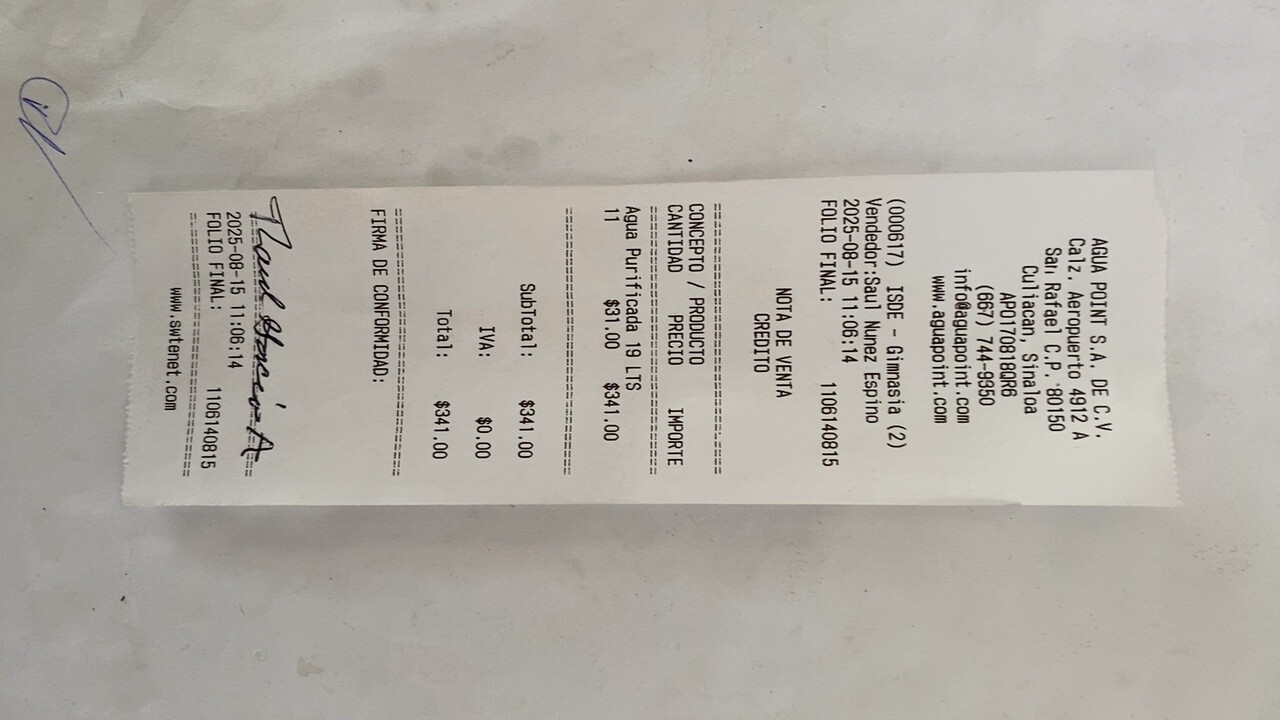 AGUA POINT S.A. DE C.V.
Calz. Aeropuerto 4912 A
San Rafael C.P. 80150
Culiacan, Sinaloa
APO170818QR6
(667) 744-9350
info@aguapoint.com
www.aguapoint.com
(000617) ISDE - Gimnasia (2)
Vendedor:Saul Nunez Espino
2025-08-15 11:06:14
FOLIO FINAL: 1106140815
NOTA DE VENTA
CREDITO
CONCEPTO / PRODUCTO
CANTIDAD PRECIO IMPORTE
Agua Purificada 19 LTS
11 $31.00 $341.00
SubTotal: $341.00
IVA: $0.00
Total: $341.00
FIRMA DE CONFORMIDAD:
A
2025-08-15 11:06:14
FOLIO FINAL: 1106140815
www.swtenet.com